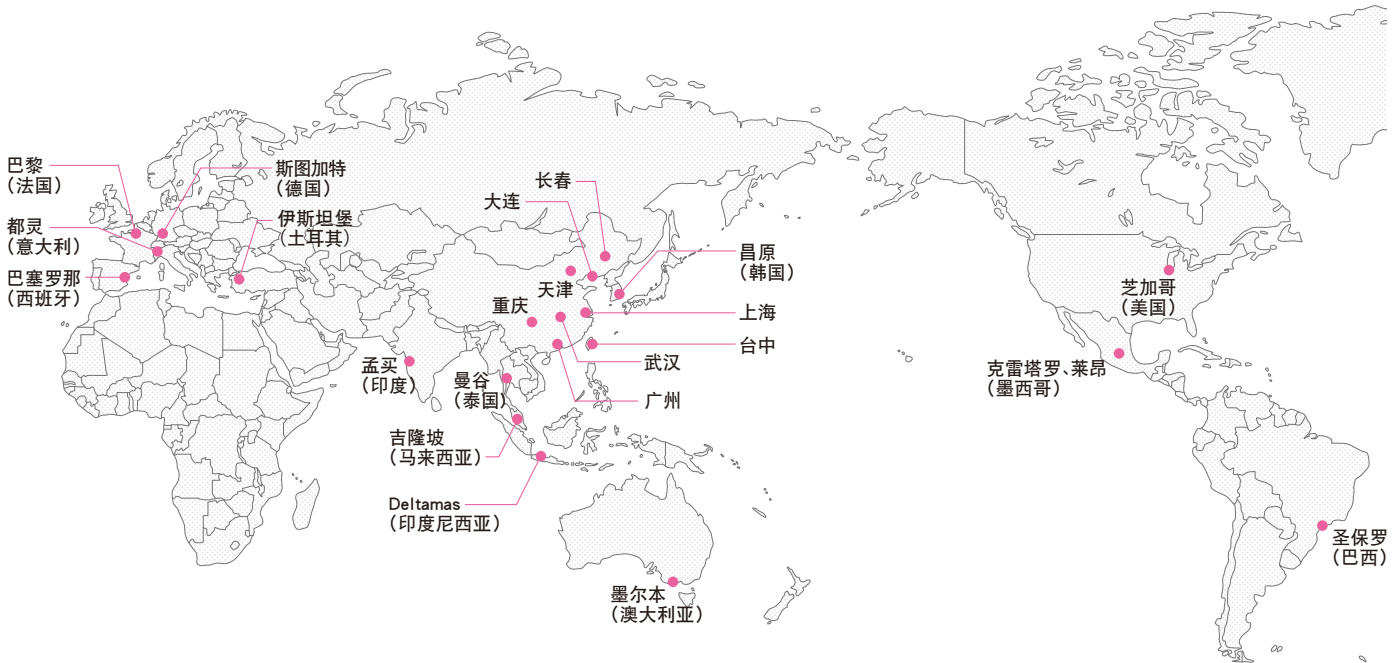 巴黎
（法国）
斯图加特
（德国）
都灵
（意大利）
伊斯坦堡
（土耳其）
巴塞罗那
（西班牙）
长春
大连
昌原
（韩国）
天津
重庆
上海
台中
武汉
广州
孟买
（印度）
曼谷
（泰国）
吉隆坡
（马来西亚）
Deltamas
（印度尼西亚）
墨尔本
（澳大利亚）
芝加哥
（美国）
克雷塔罗、莱昂
（墨西哥）
圣保罗
（巴西）